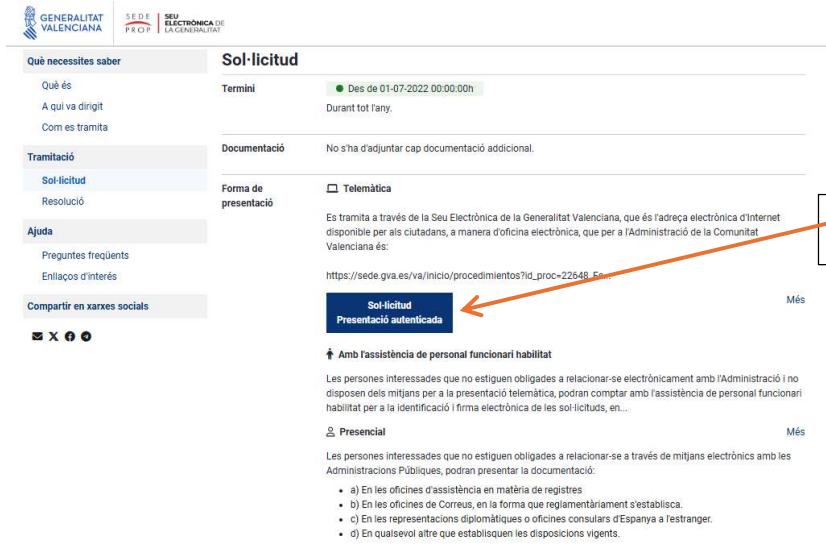 GENERALITAT
VALENCIANA
SEDE
PROP
SEU
ELECTRÒNICA DE
LA GENERALITAT
Què necessites saber
Què és
A qui va dirigit
Com es tramita
Tramitació
Sol·licitud
Resolució
Ajuda
Preguntes freqüents
Enllaços d'interés
Compartir en xarxes socials
Sol·licitud
Termini
Des de 01-07-2022 00:00:00h
Durant tot l'any.
Documentació
No s'ha d'adjuntar cap documentació addicional.
Forma de
presentació
Telemàtica
Es tramita a través de la Seu Electrònica de la Generalitat Valenciana, que és l'adreça electrònica d'Internet
disponible per als ciutadans, a manera d'oficina electrònica, que per a l'Administració de la Comunitat
Valenciana és:
https://sede.gva.es/va/inicio/procedimientos?id_proc=22648 Es...
Sol·licitud
Presentació autenticada
Més
Amb l'assistència de personal funcionari habilitat
Les persones interessades que no estiguen obligades a relacionar-se electrònicament amb l'Administració i no
disposen dels mitjans per a la presentació telemàtica, podran comptar amb l'assistència de personal funcionari
habilitat per a la identificació i firma electrònica de les sol·licituds, en...
Presencial
Més
Les persones interessades que no estiguen obligades a relacionar-se a través de mitjans electrònics amb les
Administracions Públiques, podran presentar la documentació:
a) En les oficines d'assistència en matèria de registres
b) En les oficines de Correus, en la forma que reglamentàriament s'establisca.
c) En les representacions diplomàtiques o oficines consulars d'Espanya a l'estranger.
d) En qualsevol altre que establisquen les disposicions vigents.